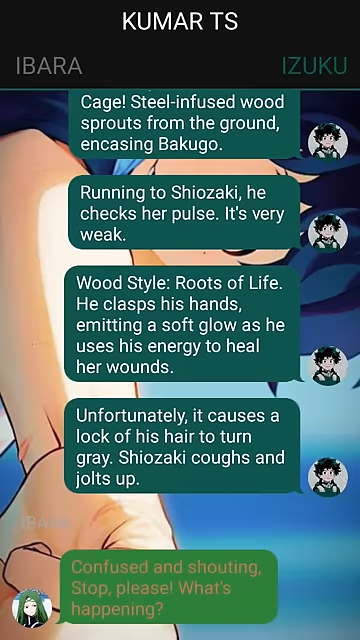 KUMAR TS
IBARA IZUKU
Cage! Steel-infused wood
sprouts from the ground,
encasing Bakugo.
Running to Shiozaki, he
checks her pulse. It's very
weak.
Wood Style: Roots of Life.
He clasps his hands,
emitting a soft glow as he
uses his energy to heal
her wounds.
Unfortunately, it causes a
lock of his hair to turn
gray. Shiozaki coughs and
jolts up.
IBARA
Confused and shouting,
Stop, please! What's
happening?